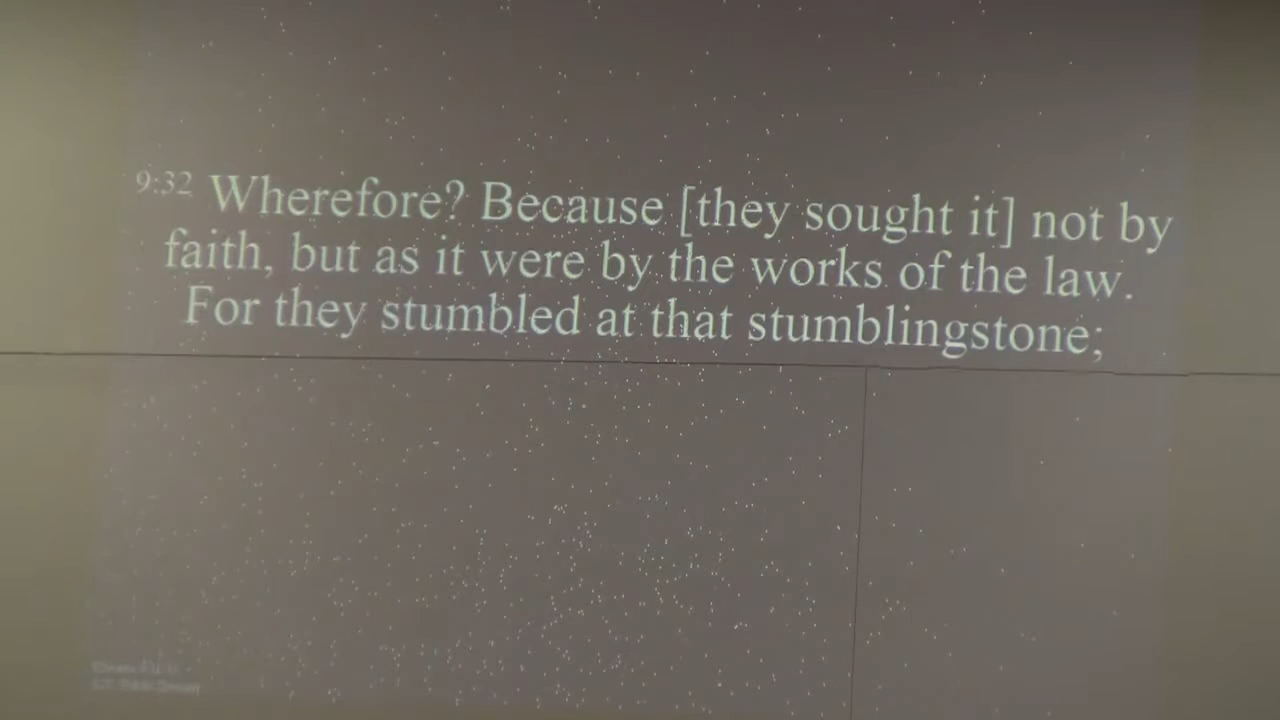 9:32 Wherefore? Because [they sought it] not by
faith, but as it were by the works of the law.
For they stumbled at that stumblingstone;